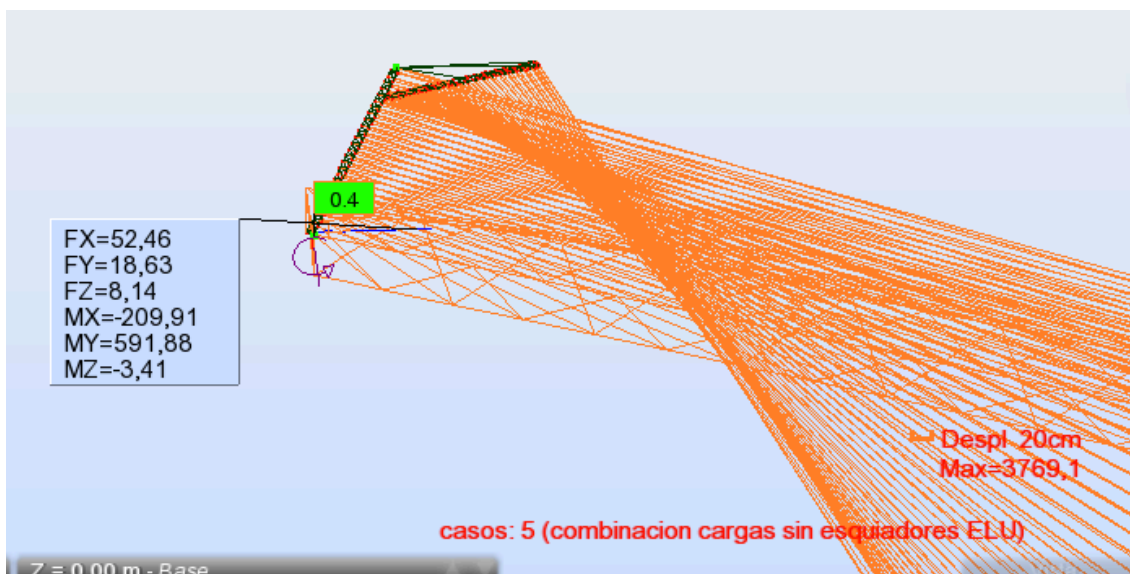 0.4
FX=52,46
FY=18,63
FZ=8,14
MX=-209,91
MY=591,88
MZ=-3,41
Despl 20cm
Max=3769,1
casos: 5 (combinacion cargas sin esquiadores ELU)
Z = 0.00 m - Base